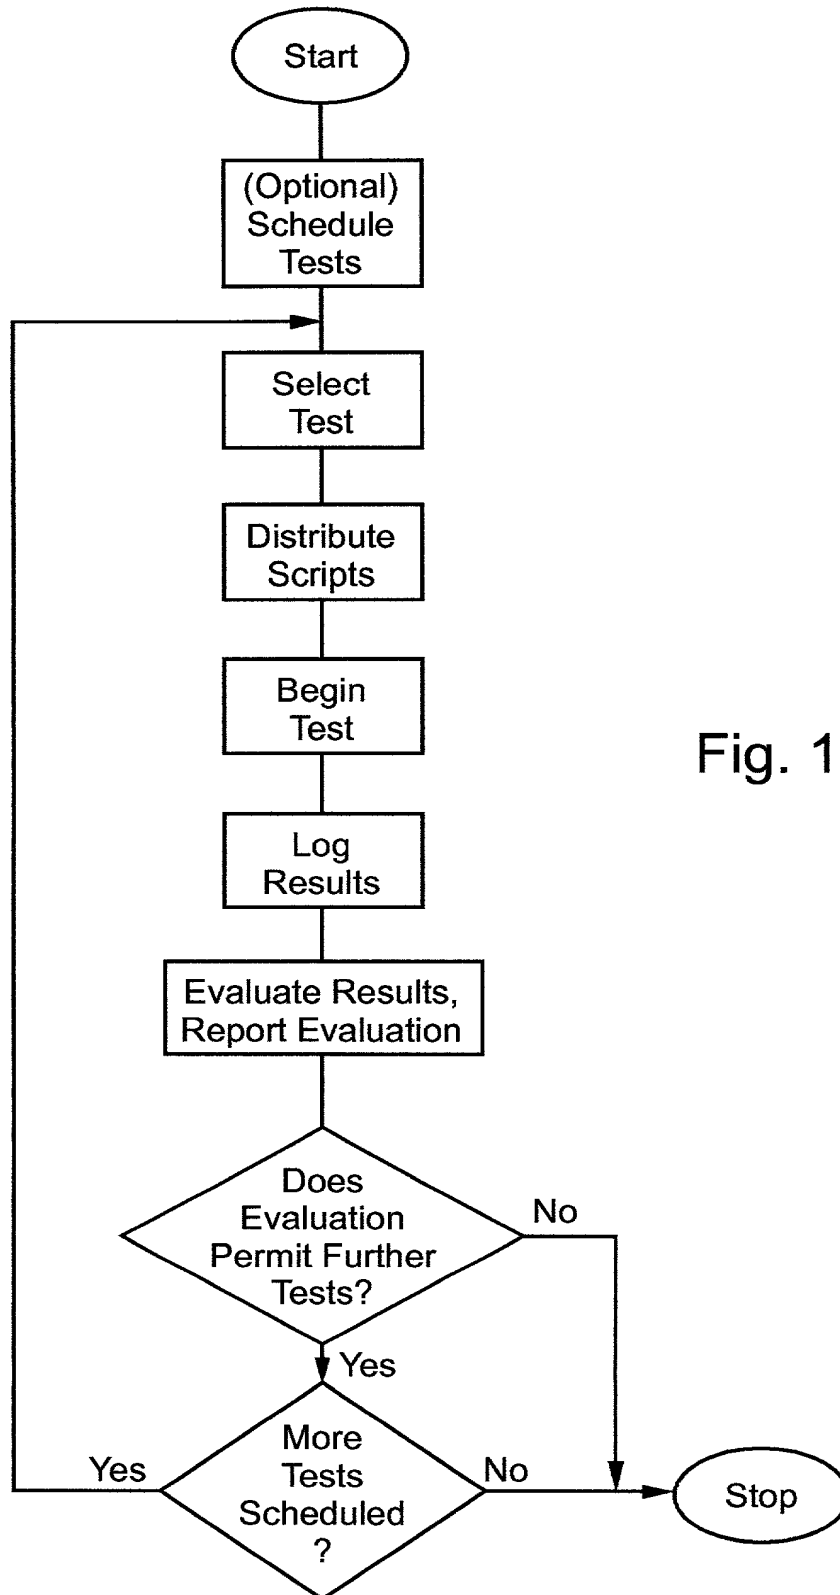 Start
(Optional)
Schedule
Tests
Select
Test
Distribute
Scripts
Begin
Test
Fig. 1
Log
Results
Evaluate Results,
Report Evaluation
Does
Evaluation
Permit Further
Tests?
No
Yes
More
Tests
Scheduled
?
Yes
No
Stop